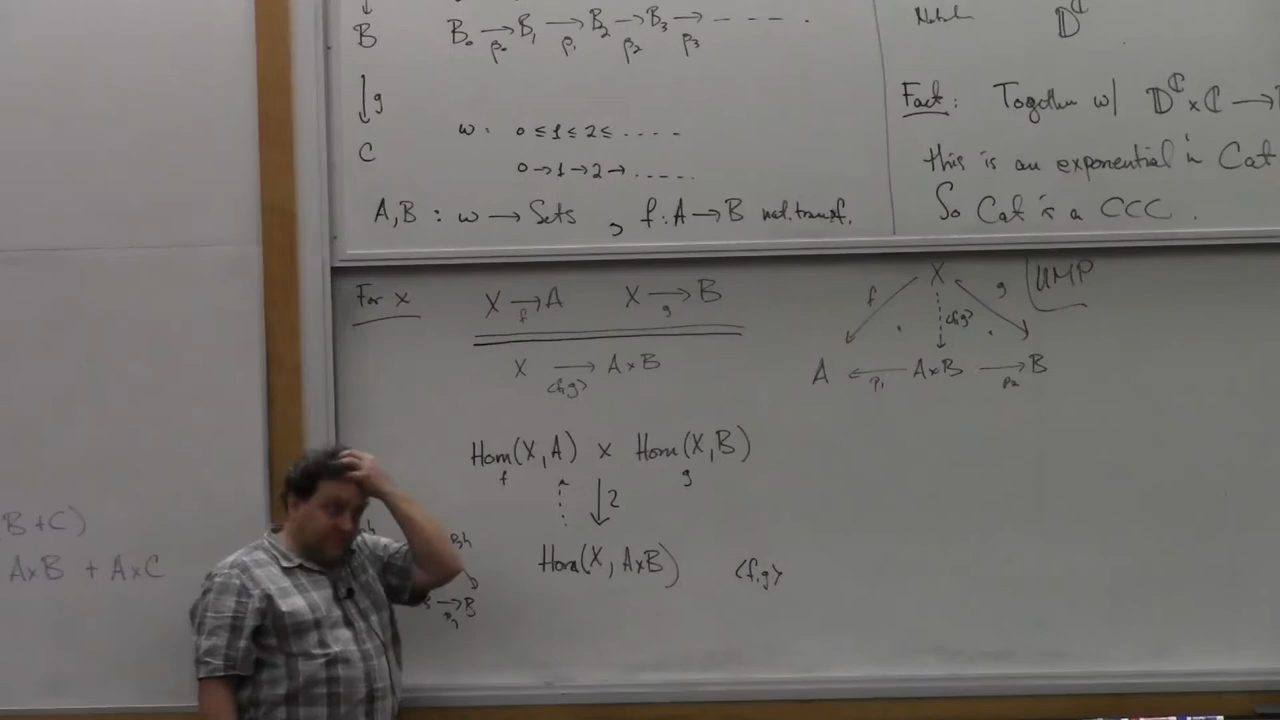 B
B₀ →β₀ B₁ →β₁ B₂ →β₂ B₃ →β₃ - - - - .
↓ g
C
ω : 0 ≤ 1 ≤ 2 ≤ . . . . .
0 → 1 → 2 → . . . . .
A, B : ω → Sets , f : A → B nat. transf.
𝔻^ℂ
Fact : Together w/ 𝔻^ℂ × ℂ →
this is an exponential in Cat
So Cat is a CCC .
For X
X →f A X →g B
X →⟨f,g⟩ A×B
X
f ⟨f,g⟩ g
UMP
A ←p₁ A×B →p₂ B
Hom(X, A) × Hom(X, B)
f g
↓ 2
Hom(X, A×B) ⟨f,g⟩
B + C)
A×B + A×C
→ B